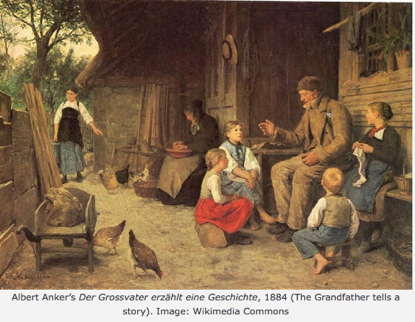 Albert Anker's Der Grossvater erzählt eine Geschichte, 1884 (The Grandfather tells a
story). Image: Wikimedia Commons